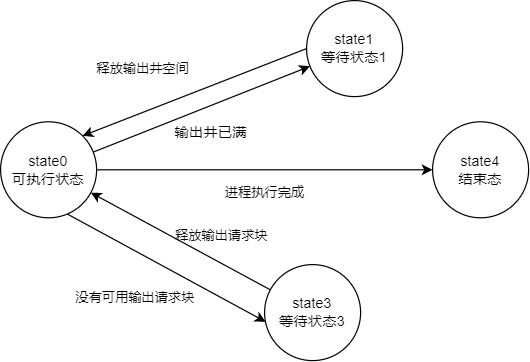 state1
等待状态1
释放输出井空间
输出井已满
state0
可执行状态
state4
结束态
进程执行完成
释放输出请求块
没有可用输出请求块
state3
等待状态3